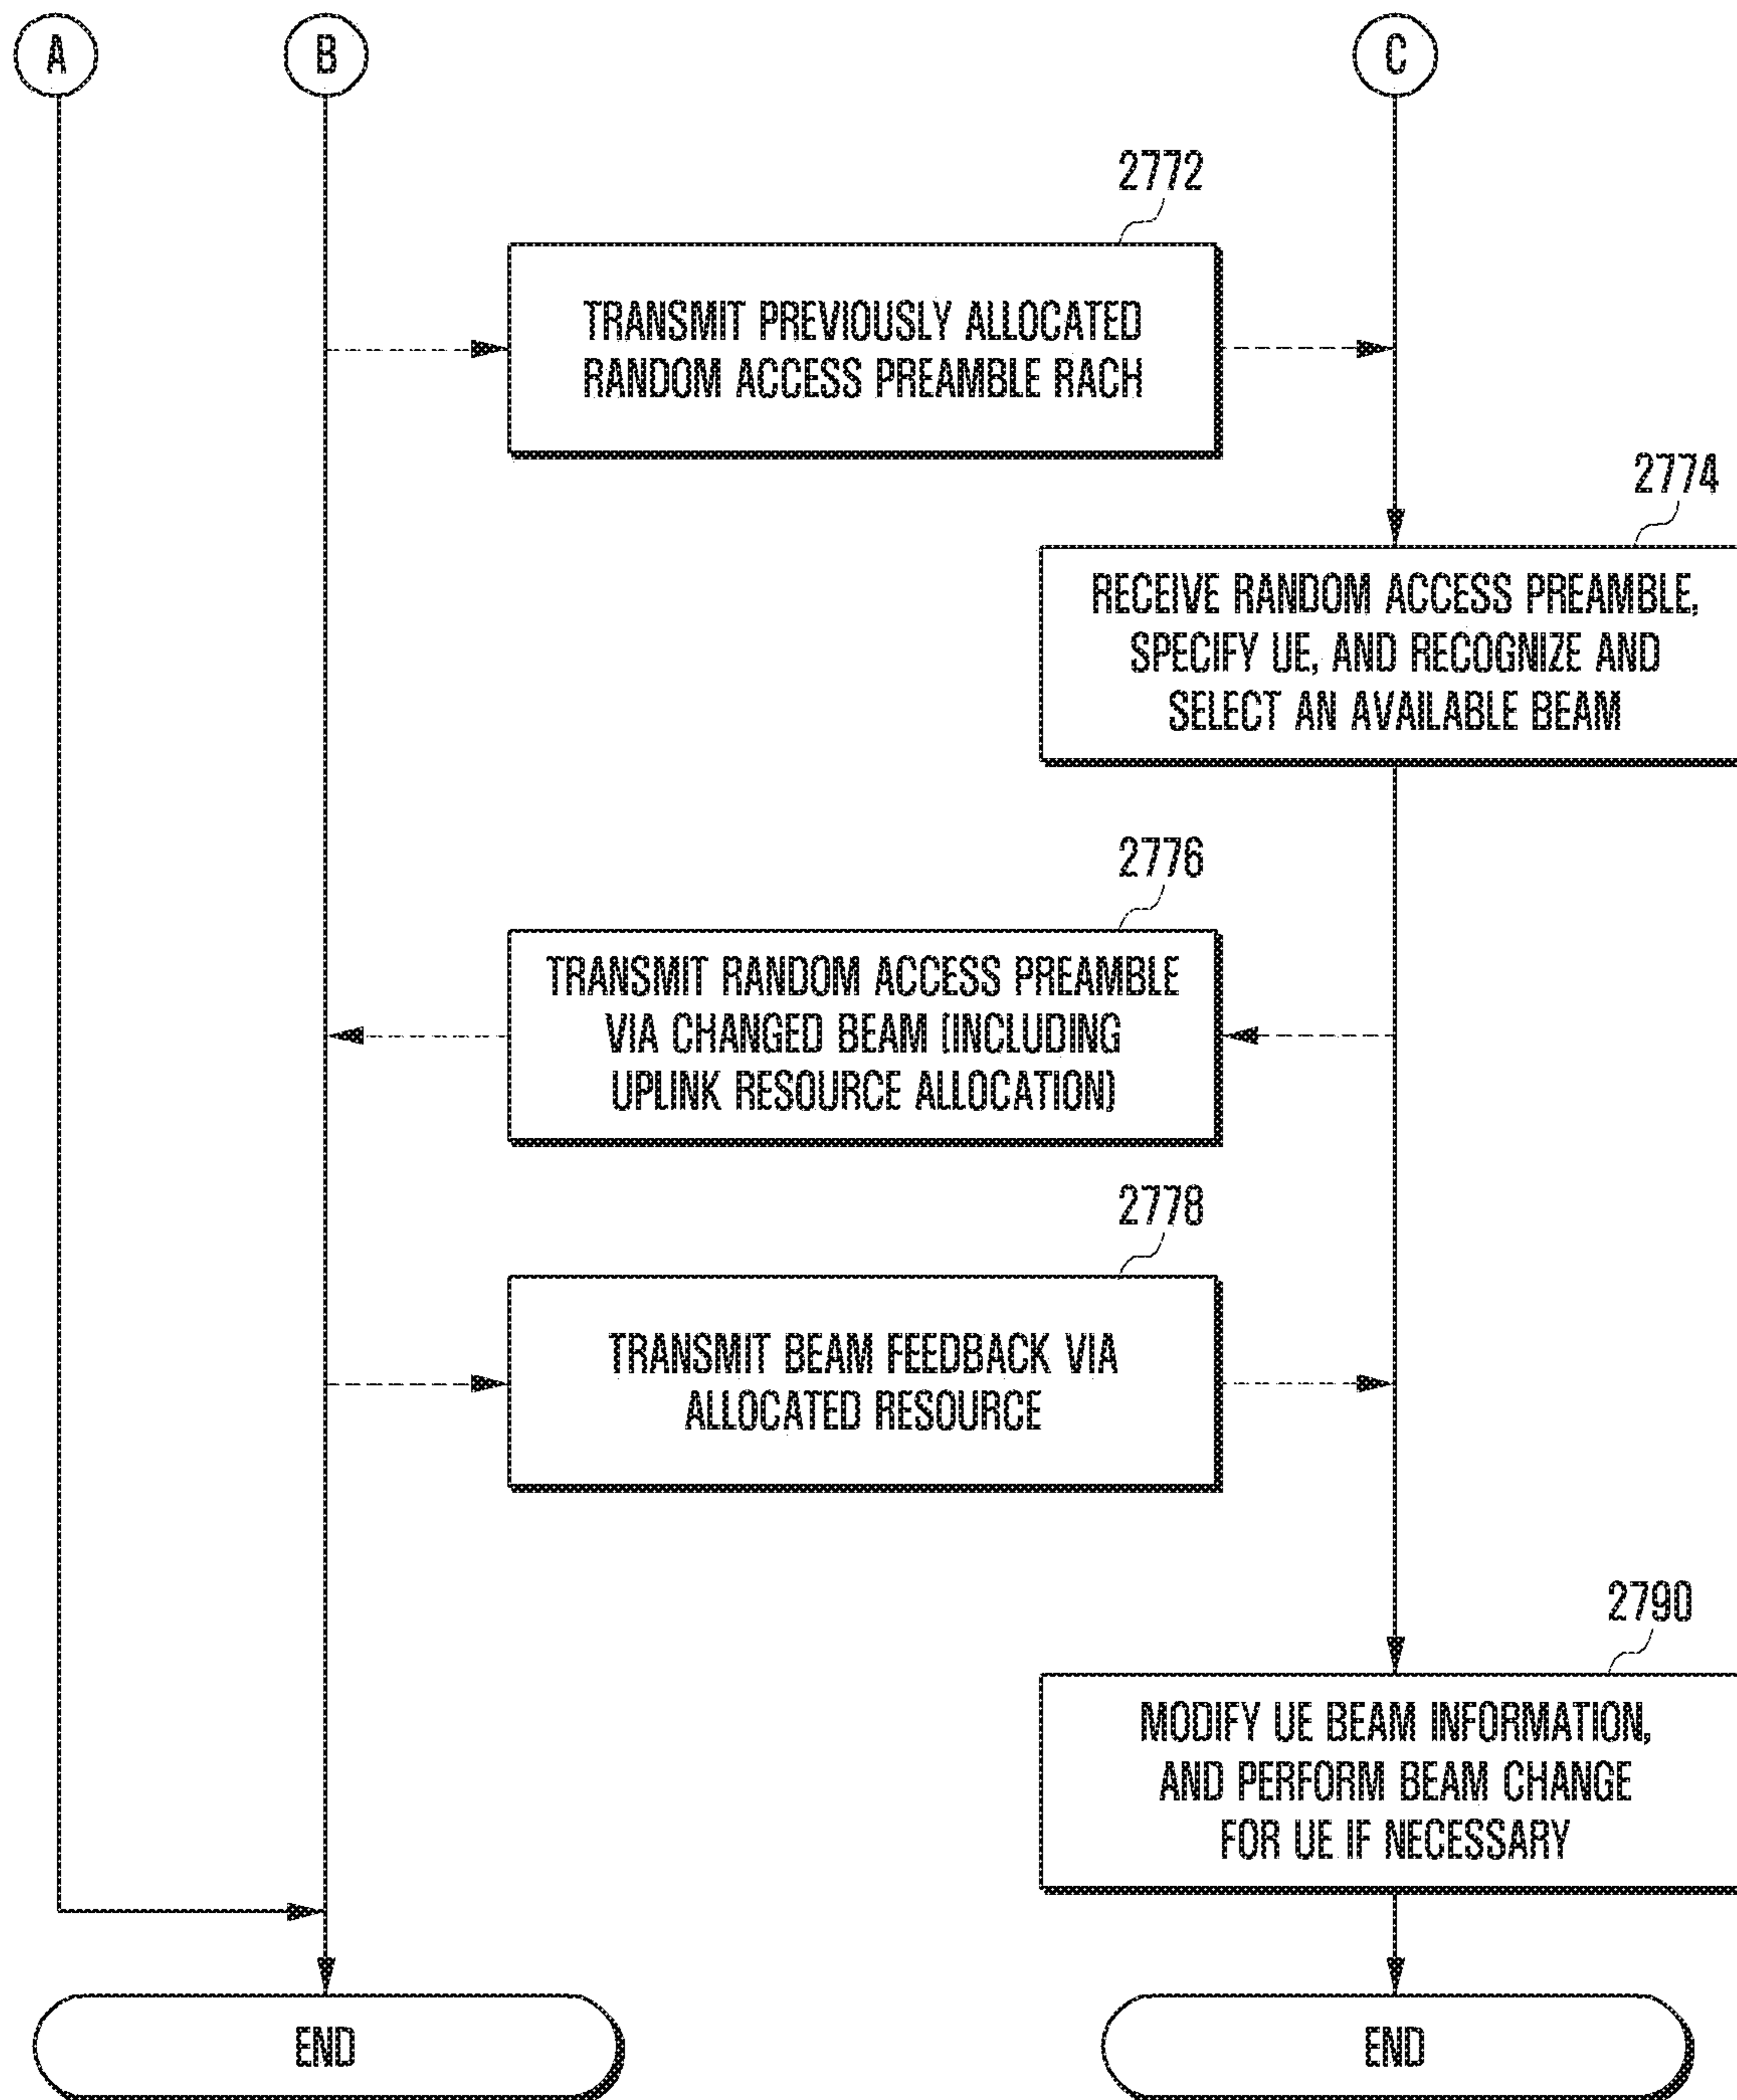 A
B
C
2772
TRANSMIT PREVIOUSLY ALLOCATED
RANDOM ACCESS PREAMBLE RACH
2774
RECEIVE RANDOM ACCESS PREAMBLE,
SPECIFY UE, AND RECOGNIZE AND
SELECT AN AVAILABLE BEAM
2776
TRANSMIT RANDOM ACCESS PREAMBLE
VIA CHANGED BEAM (INCLUDING
UPLINK RESOURCE ALLOCATION)
2778
TRANSMIT BEAM FEEDBACK VIA
ALLOCATED RESOURCE
2790
MODIFY UE BEAM INFORMATION,
AND PERFORM BEAM CHANGE
FOR UE IF NECESSARY
END
END